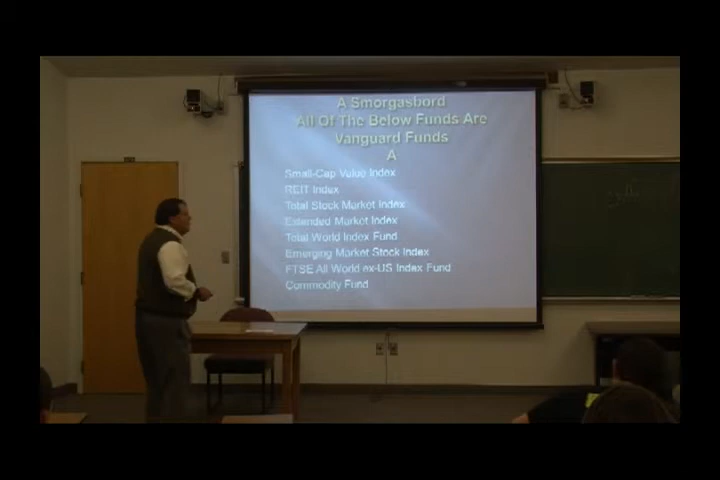 A Smorgasbord
All Of The Below Funds Are
Vanguard Funds
A
Small-Cap Value Index
REIT Index
Total Stock Market Index
Extended Market Index
Total World Index Fund
Emerging Market Stock Index
FTSE All World ex-US Index Fund
Commodity Fund